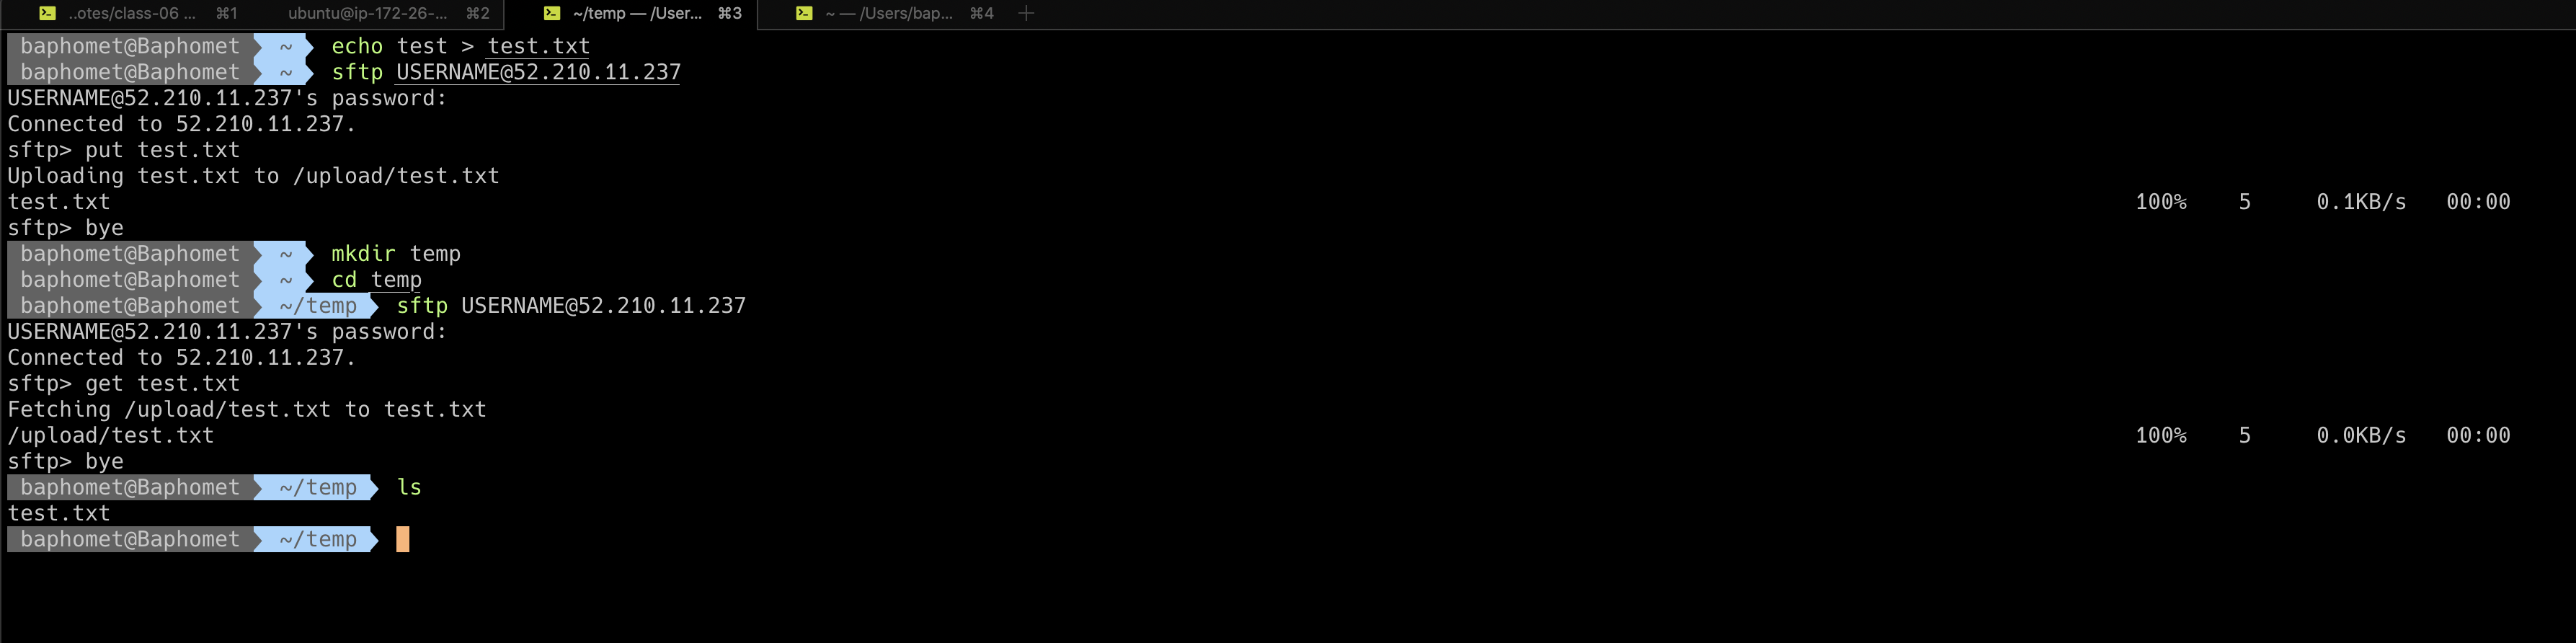 ..otes/class-06 ... ⌘1 ubuntu@ip-172-26-... ⌘2 ~/temp — /User... ⌘3 ~ — /Users/bap... ⌘4 +
baphomet@Baphomet ~ echo test > test.txt
baphomet@Baphomet ~ sftp USERNAME@52.210.11.237
USERNAME@52.210.11.237's password:
Connected to 52.210.11.237.
sftp> put test.txt
Uploading test.txt to /upload/test.txt
test.txt 100% 5 0.1KB/s 00:00
sftp> bye
baphomet@Baphomet ~ mkdir temp
baphomet@Baphomet ~ cd temp
baphomet@Baphomet ~/temp sftp USERNAME@52.210.11.237
USERNAME@52.210.11.237's password:
Connected to 52.210.11.237.
sftp> get test.txt
Fetching /upload/test.txt to test.txt
/upload/test.txt 100% 5 0.0KB/s 00:00
sftp> bye
baphomet@Baphomet ~/temp ls
test.txt
baphomet@Baphomet ~/temp